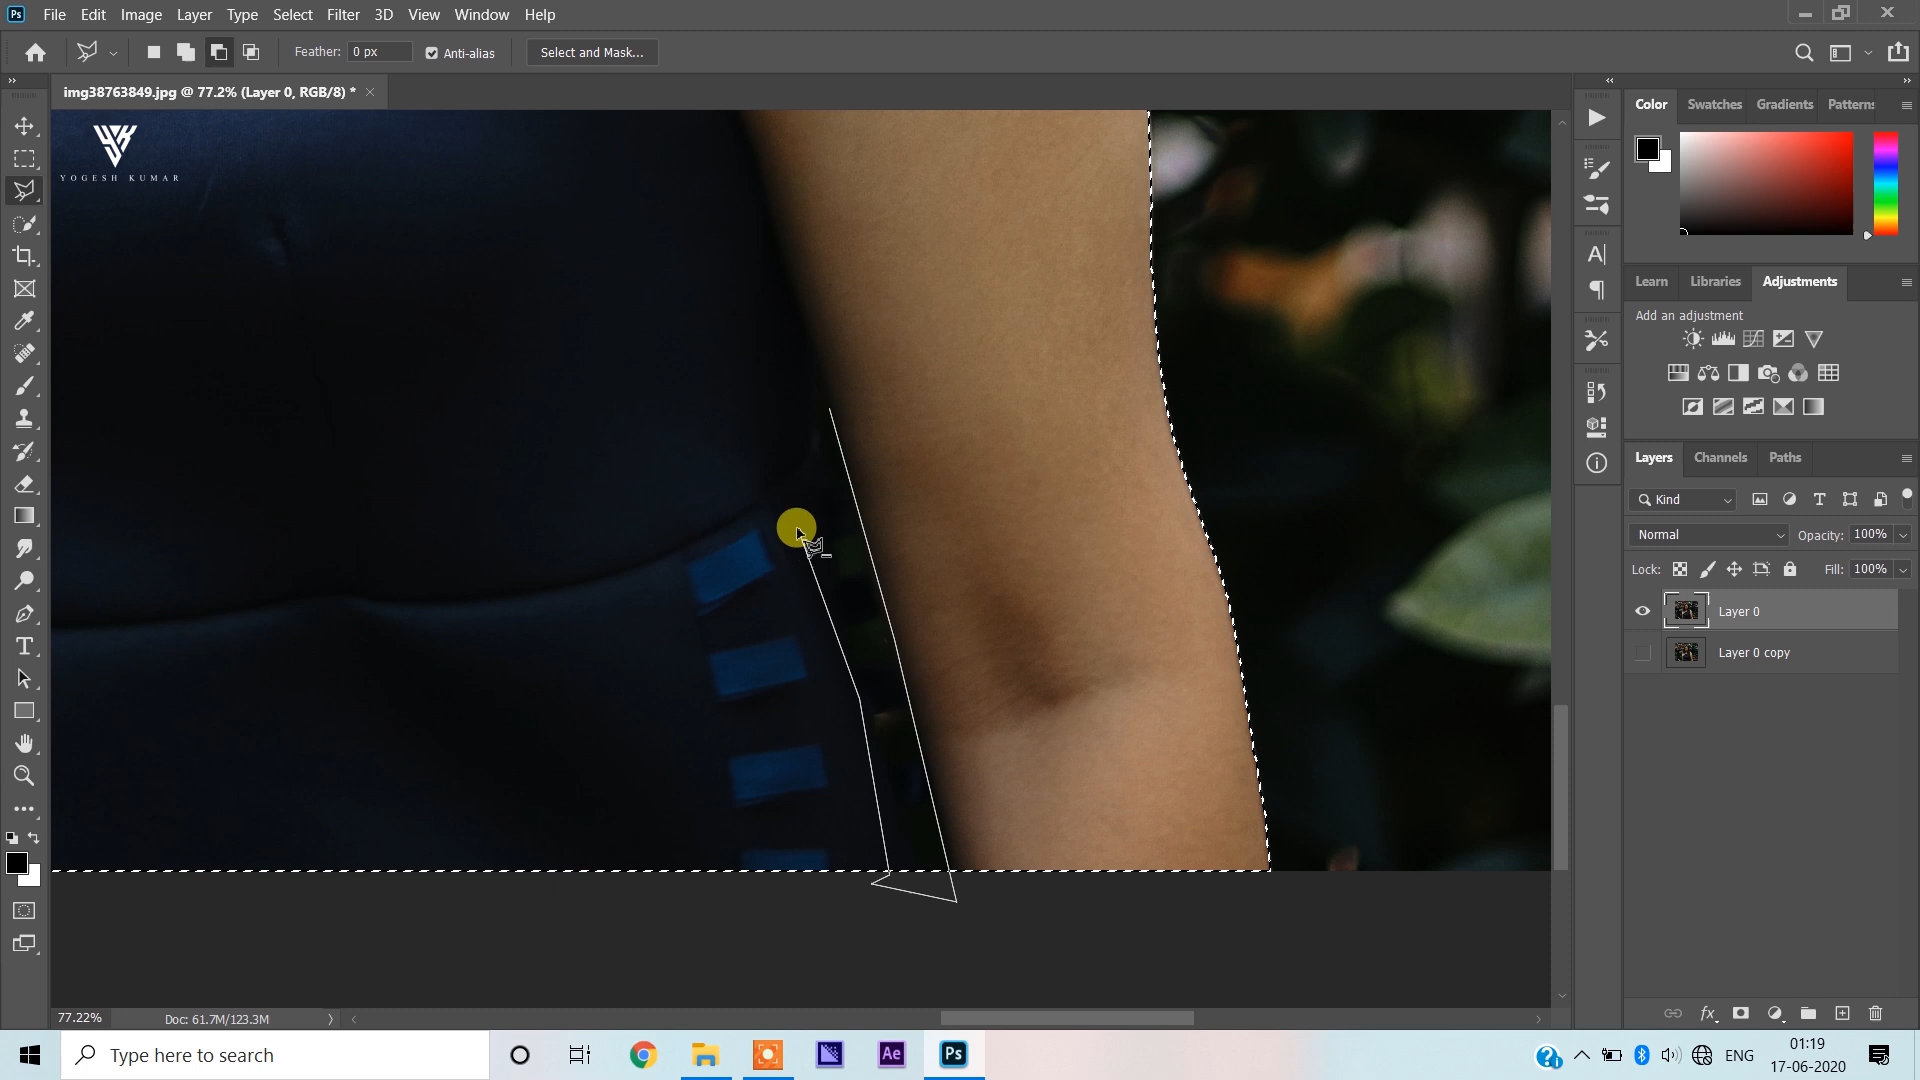 Ps File Edit Image Layer Type Select Filter 3D View Window Help
Feather: 0 px Anti-alias Select and Mask...
img38763849.jpg @ 77.2% (Layer 0, RGB/8) *
YOGESH KUMAR
Color Swatches Gradients Patterns
Learn Libraries Adjustments
Add an adjustment
Layers Channels Paths
Kind
Normal Opacity: 100%
Lock: Fill: 100%
Layer 0
Layer 0 copy
77.22% Doc: 61.7M/123.3M
Type here to search
Ae Ps
ENG
01:19
17-06-2020